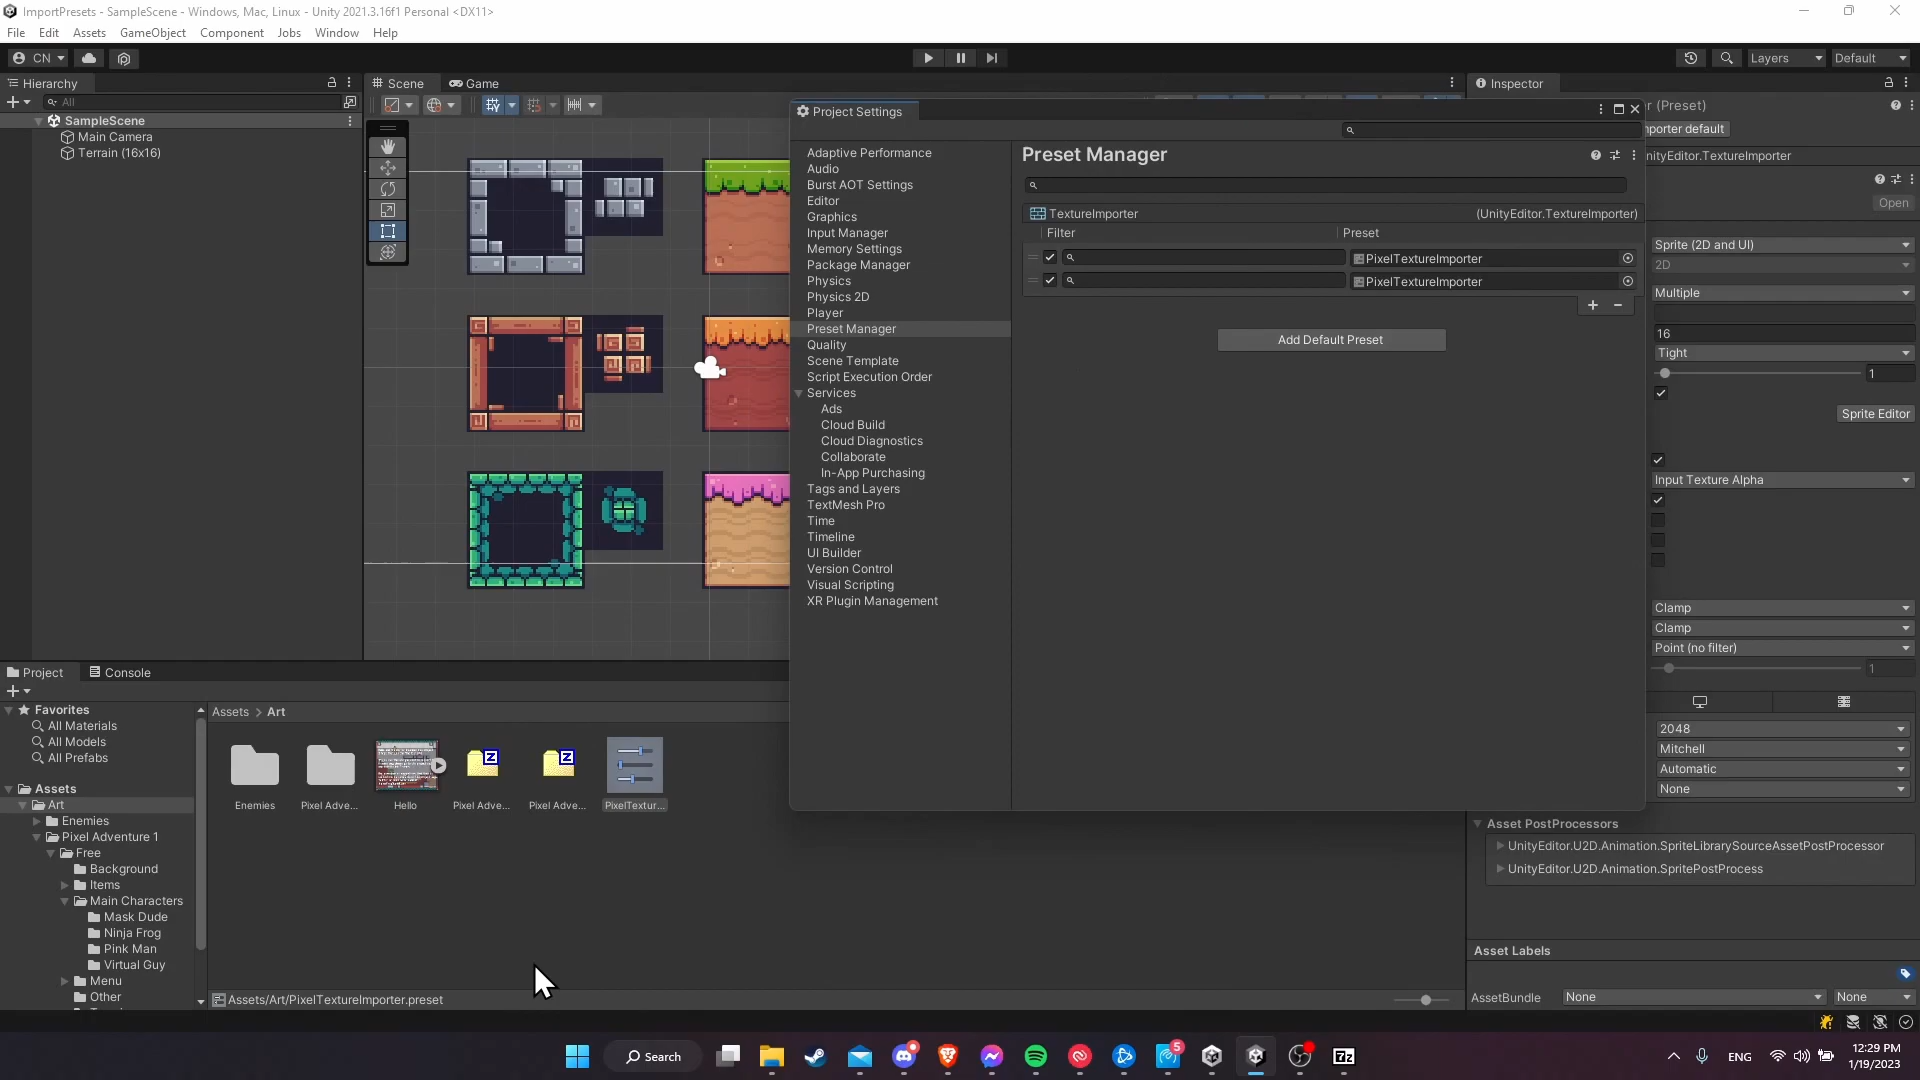 ImportPresets - SampleScene - Windows, Mac, Linux - Unity 2021.3.16f1 Personal <DX11>
File Edit Assets GameObject Component Jobs Window Help
CN
Layers Default
Hierarchy
All
SampleScene
Main Camera
Terrain (16x16)
Scene Game
Project Settings
Adaptive Performance
Audio
Burst AOT Settings
Editor
Graphics
Input Manager
Memory Settings
Package Manager
Physics
Physics 2D
Player
Preset Manager
Quality
Scene Template
Script Execution Order
Services
Ads
Cloud Build
Cloud Diagnostics
Collaborate
In-App Purchasing
Tags and Layers
TextMesh Pro
Time
Timeline
UI Builder
Version Control
Visual Scripting
XR Plugin Management
Preset Manager
TextureImporter (UnityEditor.TextureImporter)
Filter Preset
PixelTextureImporter
PixelTextureImporter
Add Default Preset
Inspector
r (Preset)
mporter default
nityEditor.TextureImporter
Open
Sprite (2D and UI)
2D
Multiple
16
Tight
1
Sprite Editor
Input Texture Alpha
Clamp
Clamp
Point (no filter)
1
2048
Mitchell
Automatic
None
Asset PostProcessors
UnityEditor.U2D.Animation.SpriteLibrarySourceAssetPostProcessor
UnityEditor.U2D.Animation.SpritePostProcess
Asset Labels
AssetBundle None None
Project Console
Favorites
All Materials
All Models
All Prefabs
Assets
Art
Enemies
Pixel Adventure 1
Free
Background
Items
Main Characters
Mask Dude
Ninja Frog
Pink Man
Virtual Guy
Menu
Other
Assets > Art
Enemies Pixel Adve... Hello Pixel Adve... Pixel Adve... PixelTextur...
Assets/Art/PixelTextureImporter.preset
Search
5
7z
ENG
12:29 PM
1/19/2023